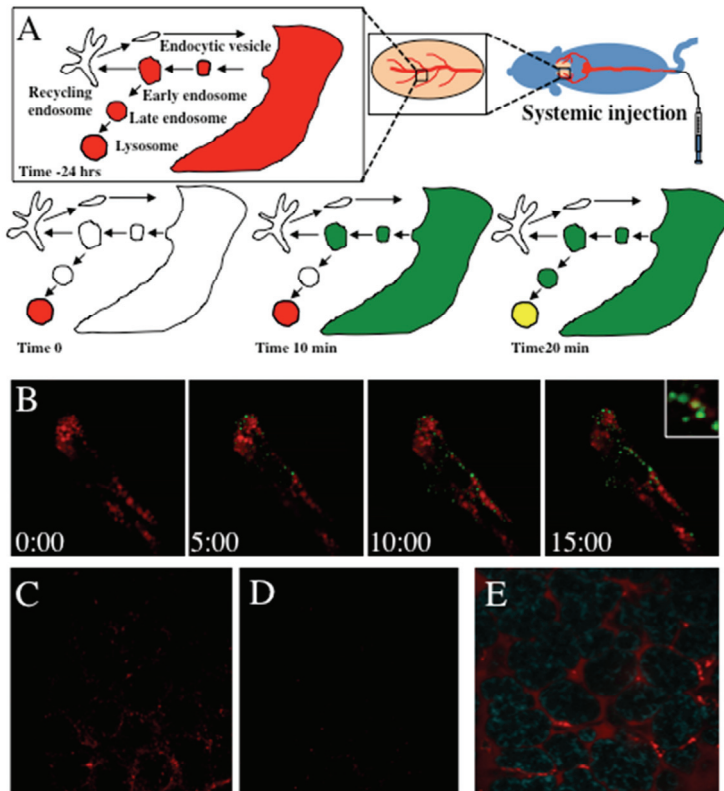 A
Endocytic vesicle
Recycling
endosome
Early endosome
Late endosome
Lysosome
Time -24 hrs
Systemic injection
Time 0
Time 10 min
Time20 min
B
0:00
5:00
10:00
15:00
C
D
E